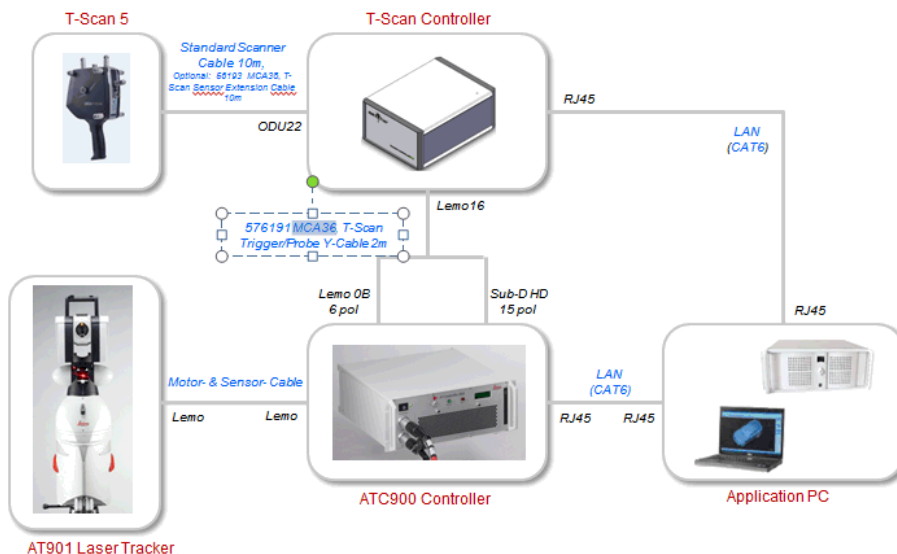 T-Scan 5
T-Scan Controller
Standard Scanner
Cable 10m,
Optional: 56193 MCA36, T-
Scan Sensor Extension Cable
10m
ODU22
RJ45
LAN
(CAT6)
Lemo16
576191 MCA36, T-Scan
Trigger/Probe Y-Cable 2m
Lemo 0B
6 pol
Sub-D HD
15 pol
RJ45
Motor- & Sensor- Cable
Lemo
Lemo
LAN
(CAT6)
RJ45
RJ45
ATC900 Controller
Application PC
AT901 Laser Tracker